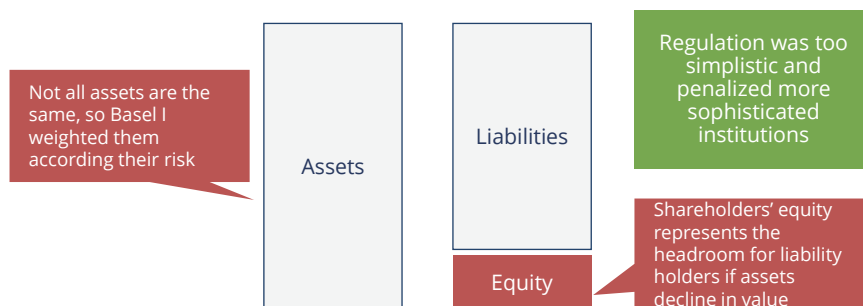 Not all assets are the
same, so Basel I
weighted them
according their risk
Assets
Liabilities
Equity
Regulation was too
simplistic and
penalized more
sophisticated
institutions
Shareholders’ equity
represents the
headroom for liability
holders if assets
decline in value